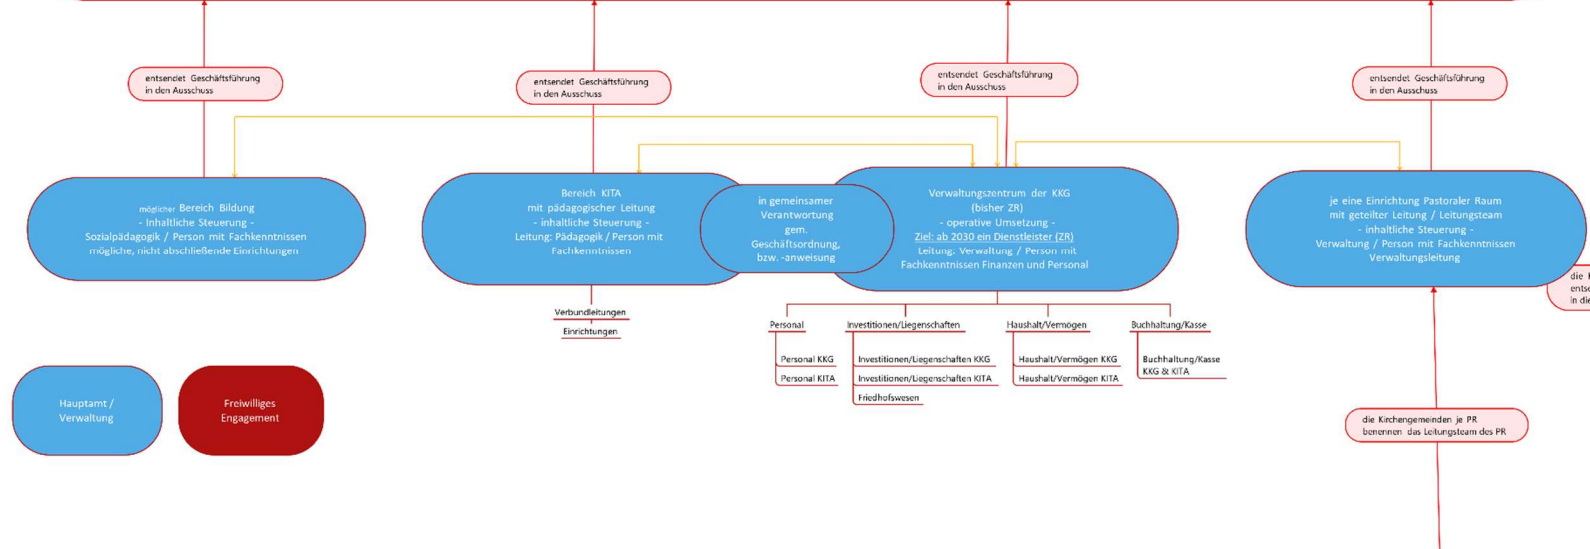 entsendet Geschäftsführung
in den Ausschuss
entsendet Geschäftsführung
in den Ausschuss
entsendet Geschäftsführung
in den Ausschuss
entsendet Geschäftsführung
in den Ausschuss
möglicher Bereich Bildung
- Inhaltliche Steuerung -
Sozialpädagogik / Person mit Fachkenntnissen
mögliche, nicht abschließende Einrichtungen
Bereich KITA
mit pädagogischer Leitung
- inhaltliche Steuerung -
Leitung: Pädagogik / Person mit
Fachkenntnissen
in gemeinsamer
Verantwortung
gem.
Geschäftsordnung,
bzw. -anweisung
Verwaltungszentrum der KKG
(bisher ZR)
- operative Umsetzung -
Ziel: ab 2030 ein Dienstleister (ZR)
Leitung: Verwaltung / Person mit
Fachkenntnissen Finanzen und Personal
je eine Einrichtung Pastoraler Raum
mit geteilter Leitung / Leitungsteam
- inhaltliche Steuerung -
Verwaltung / Person mit Fachkenntnissen
Verwaltungsleitung
die
in die
Verbundleitungen
Einrichtungen
Personal
Personal KKG
Personal KITA
Investitionen/Liegenschaften
Investitionen/Liegenschaften KKG
Investitionen/Liegenschaften KITA
Friedhofswesen
Haushalt/Vermögen
Haushalt/Vermögen KKG
Haushalt/Vermögen KITA
Buchhaltung/Kasse
Buchhaltung/Kasse
KKG & KITA
Hauptamt /
Verwaltung
Freiwilliges
Engagement
die Kirchengemeinden je PR
benennen das Leitungsteam des PR